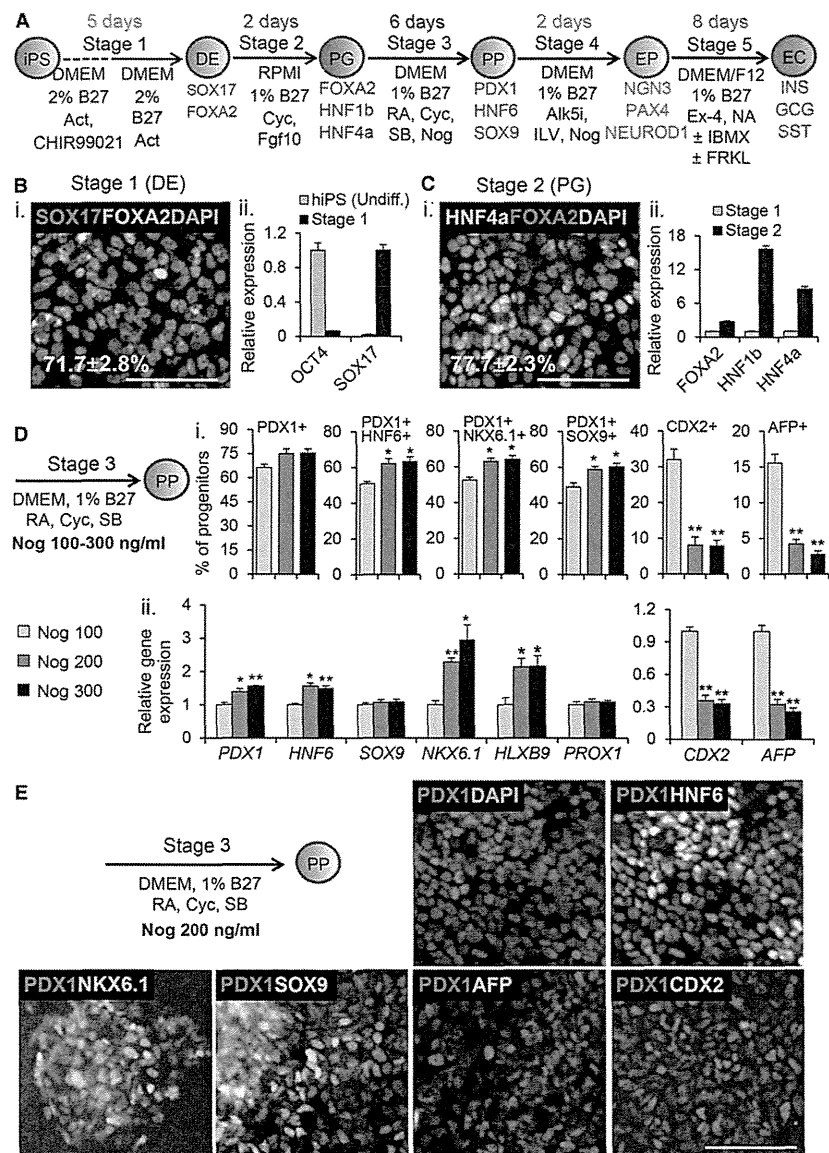 A
5 days
Stage 1
2 days
Stage 2
6 days
Stage 3
2 days
Stage 4
8 days
Stage 5
iPS
DE
PG
PP
EP
EC
DMEM
2% B27
Act,
CHIR99021
DMEM
2%
B27
Act
SOX17
FOXA2
RPMI
1% B27
Cyc,
Fgf10
FOXA2
HNF1b
HNF4a
DMEM
1% B27
RA, Cyc,
SB, Nog
PDX1
HNF6
SOX9
DMEM
1% B27
Alk5i,
ILV, Nog
NGN3
PAX4
NEUROD1
DMEM/F12
1% B27
Ex-4, NA
± IBMX
± FRKL
INS
GCG
SST
B
Stage 1 (DE)
i.
SOX17FOXA2DAPI
71.7±2.8%
ii.
hiPS (Undiff.)
Stage 1
Relative expression
1.2
0.8
0.4
0
OCT4
SOX17
C
Stage 2 (PG)
i.
HNF4aFOXA2DAPI
77.7±2.3%
ii.
Stage 1
Stage 2
Relative expression
18
12
6
0
FOXA2
HNF1b
HNF4a
D
Stage 3
PP
DMEM, 1% B27
RA, Cyc, SB
Nog 100-300 ng/ml
i.
% of progenitors
PDX1+
90
75
60
45
30
15
0
PDX1+
HNF6+
80
60
40
20
0
* *
PDX1+
NKX6.1+
80
60
40
20
0
* *
PDX1+
SOX9+
80
60
40
20
0
* *
CDX2+
40
30
20
10
0
** **
AFP+
20
15
10
5
0
** **
Nog 100
Nog 200
Nog 300
ii.
Relative gene
expression
4
3
2
1
0
* **
* **
** *
* *
PDX1
HNF6
SOX9
NKX6.1
HLXB9
PROX1
1.2
0.9
0.6
0.3
0
** **
** **
CDX2
AFP
E
Stage 3
PP
DMEM, 1% B27
RA, Cyc, SB
Nog 200 ng/ml
PDX1DAPI
PDX1HNF6
PDX1NKX6.1
PDX1SOX9
PDX1AFP
PDX1CDX2